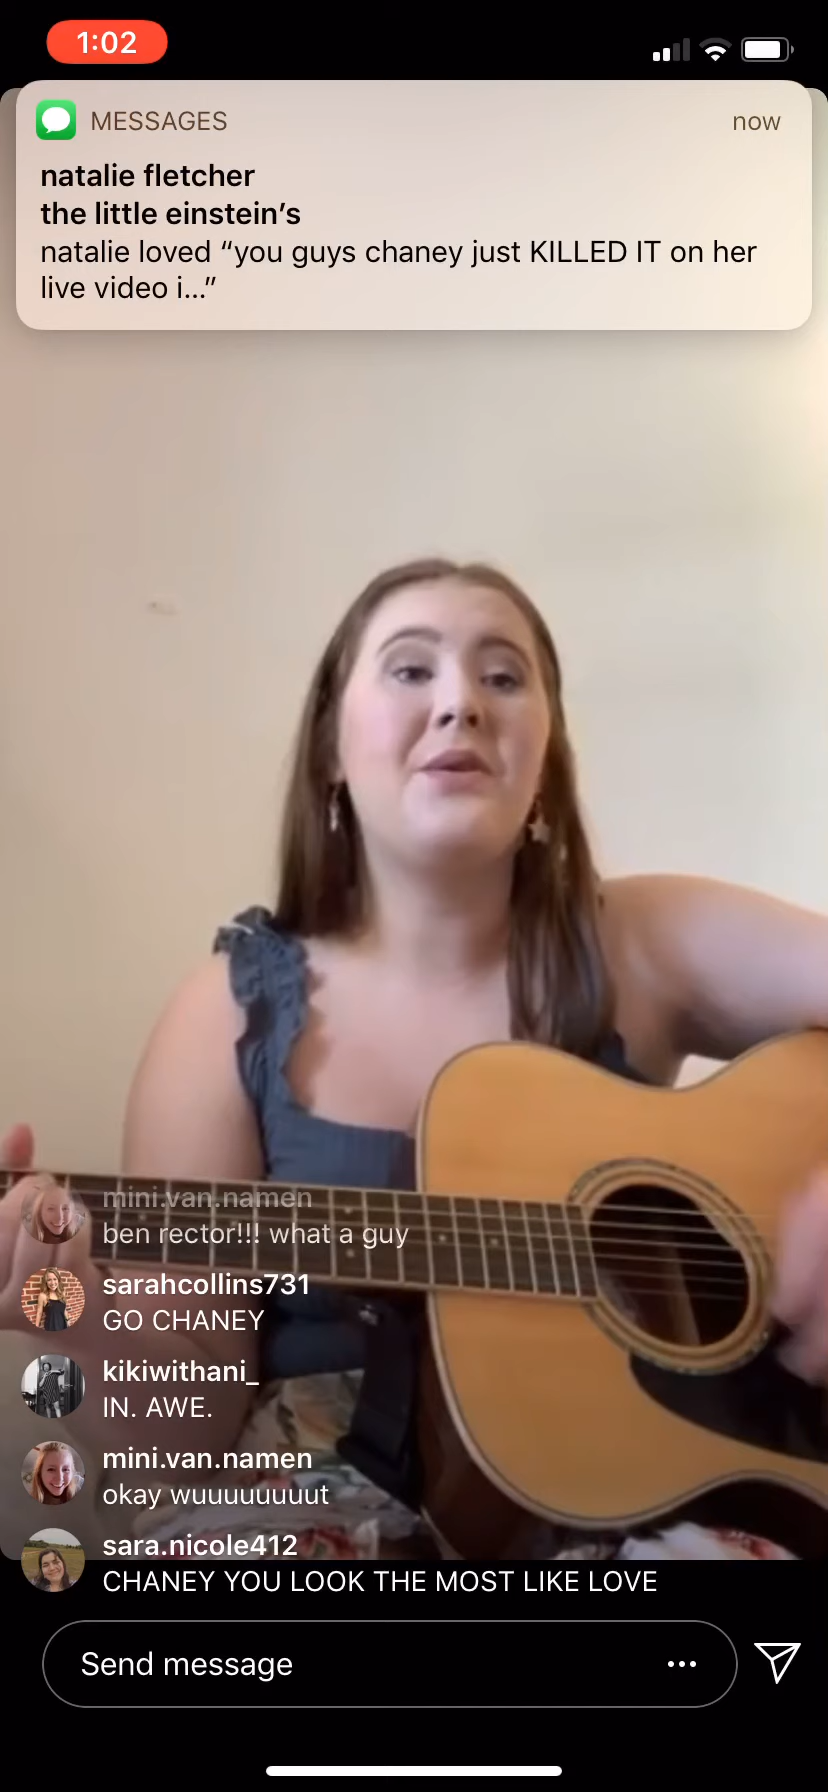 1:02
MESSAGES
now
natalie fletcher
the little einstein’s
natalie loved “you guys chaney just KILLED IT on her
live video i...”
mini.van.namen
ben rector!!! what a guy
sarahcollins731
GO CHANEY
kikiwithani_
IN. AWE.
mini.van.namen
okay wuuuuuuuut
sara.nicole412
CHANEY YOU LOOK THE MOST LIKE LOVE
Send message